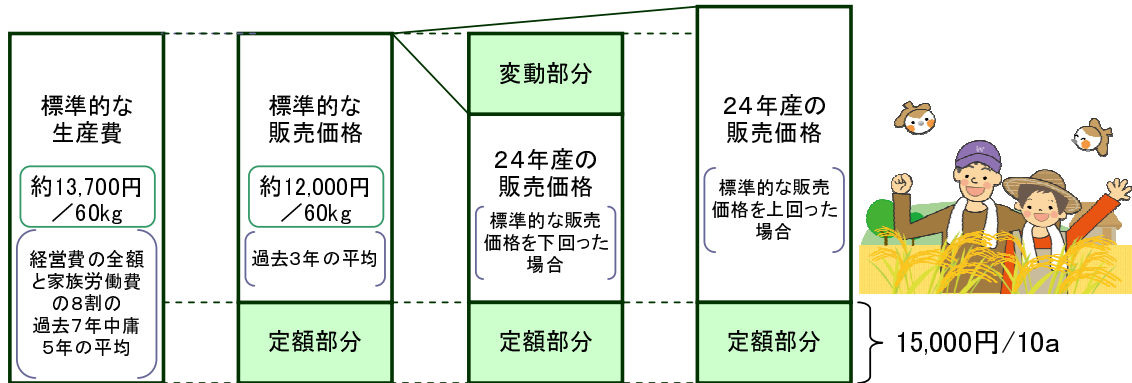 標準的な
生産費
約13,700円
／60kg
経営費の全額
と家族労働費
の８割の
過去７年中庸
５年の平均
標準的な
販売価格
約12,000円
／60kg
過去３年の平均
定額部分
変動部分
２４年産の
販売価格
標準的な販売
価格を下回った
場合
定額部分
２４年産の
販売価格
標準的な販売
価格を上回った
場合
定額部分
15,000円/10a